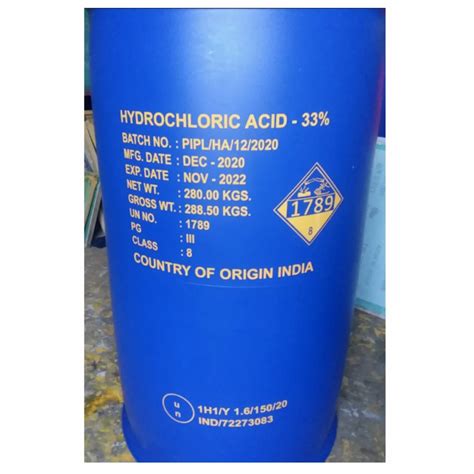 HYDROCHLORIC ACID - 33%
BATCH NO. : PIPL/HA/12/2020
MFG. DATE : DEC - 2020
EXP. DATE : NOV - 2022
NET WT. : 280.00 KGS.
GROSS WT. : 288.50 KGS.
UN NO. : 1789
PG : III
CLASS : 8
COUNTRY OF ORIGIN INDIA
1789
8
u
n
1H1/Y 1.6/150/20
IND/72273083